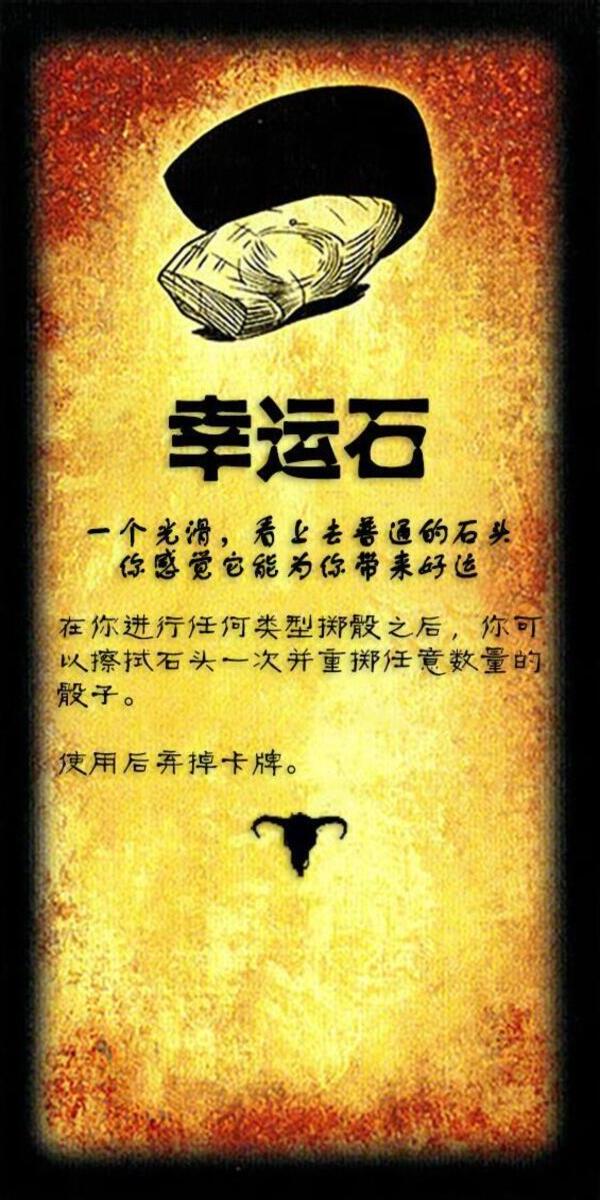 幸运石
一个光滑，看上去普通的石头
你感觉它能为你带来好运
在你进行任何类型掷骰之后，你可
以擦拭石头一次并重掷任意数量的
骰子。
使用后弃掉卡牌。